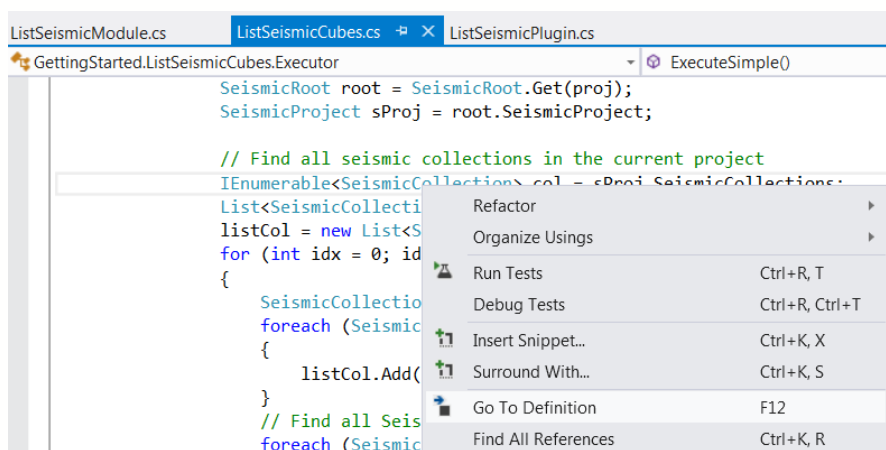 ListSeismicModule.cs ListSeismicCubes.cs ListSeismicPlugin.cs
GettingStarted.ListSeismicCubes.Executor ExecuteSimple()
SeismicRoot root = SeismicRoot.Get(proj);
SeismicProject sProj = root.SeismicProject;
// Find all seismic collections in the current project
IEnumerable<SeismicCollection> col = sProj.SeismicCollections;
List<SeismicCollecti
listCol = new List<S
for (int idx = 0; id
{
SeismicCollectio
foreach (Seismic
{
listCol.Add(
}
// Find all Seis
foreach (Seismic
Refactor
Organize Usings
Run Tests Ctrl+R, T
Debug Tests Ctrl+R, Ctrl+T
Insert Snippet... Ctrl+K, X
Surround With... Ctrl+K, S
Go To Definition F12
Find All References Ctrl+K, R